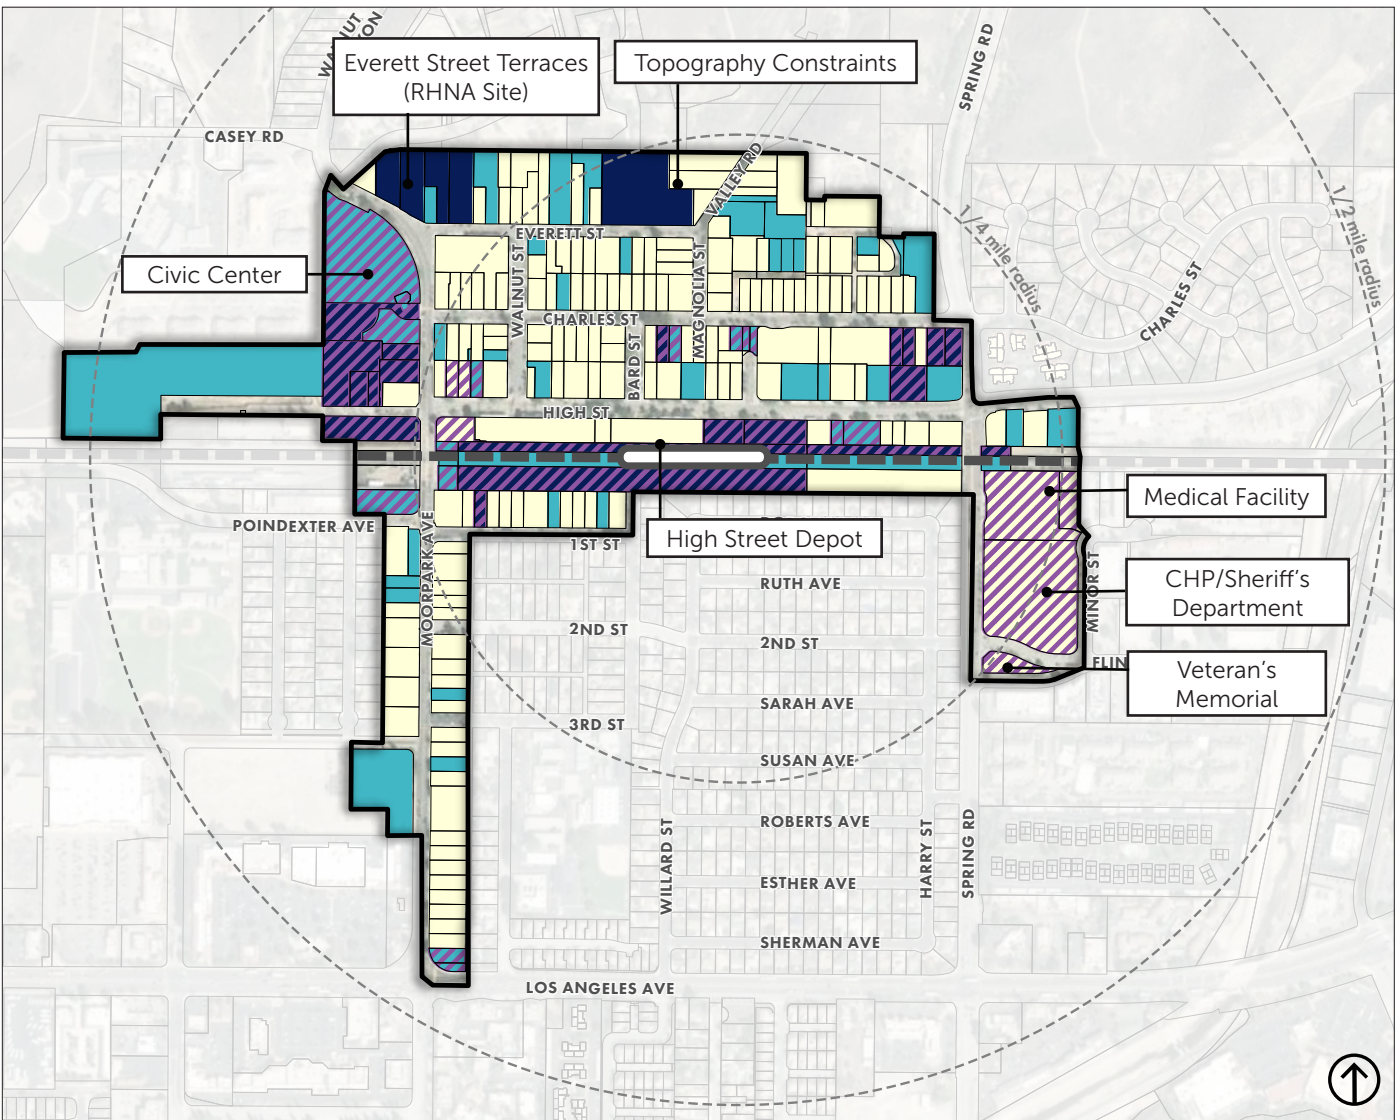 SPRING RD
Everett Street Terraces
(RHNA Site)
Topography Constraints
CASEY RD
VALLEY RD
1/4 mile radius
1/2 mile radius
EVERETT ST
Civic Center
WALNUT ST
MAGNOLIA ST
CHARLES ST
CHARLES ST
BARD ST
HIGH ST
Medical Facility
POINDEXTER AVE
MOORPARK AVE
High Street Depot
1ST ST
RUTH AVE
MINOR ST
CHP/Sheriff's
Department
2ND ST
2ND ST
FLIN
Veteran's
Memorial
SARAH AVE
3RD ST
SUSAN AVE
WILLARD ST
ROBERTS AVE
HARRY ST
SPRING RD
ESTHER AVE
SHERMAN AVE
LOS ANGELES AVE